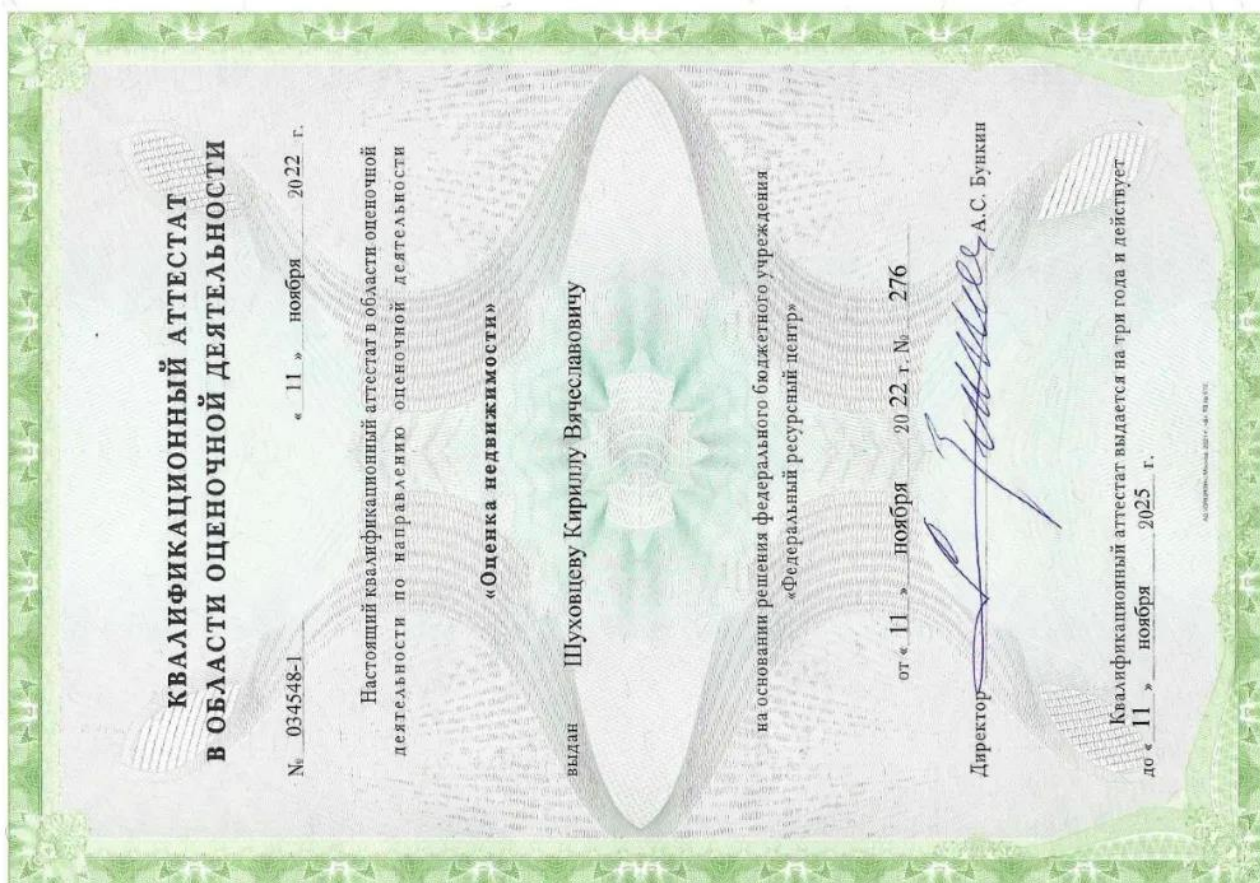 КВАЛИФИКАЦИОННЫЙ АТТЕСТАТ
В ОБЛАСТИ ОЦЕНОЧНОЙ ДЕЯТЕЛЬНОСТИ
№ 034548-1 « 11 » ноября 2022 г.
Настоящий квалификационный аттестат в области оценочной
деятельности по направлению оценочной деятельности
«Оценка недвижимости»
выдан Шуховцеву Кириллу Вячеславовичу
на основании решения федерального бюджетного учреждения
«Федеральный ресурсный центр»
от « 11 » ноября 20 22 г. № 276
Директор А.С. Бункин
Квалификационный аттестат выдается на три года и действует
до « 11 » ноября 2025 г.